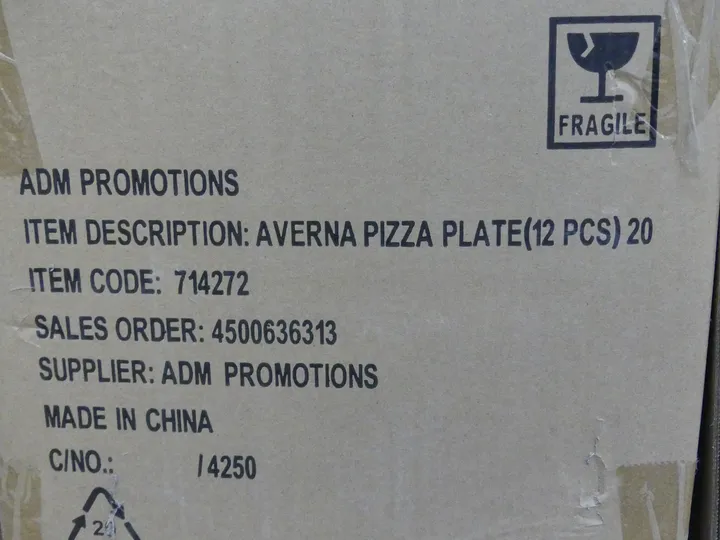 FRAGILE
ADM PROMOTIONS
ITEM DESCRIPTION: AVERNA PIZZA PLATE(12 PCS) 20
ITEM CODE: 714272
SALES ORDER: 4500636313
SUPPLIER: ADM PROMOTIONS
MADE IN CHINA
C/NO.: /4250